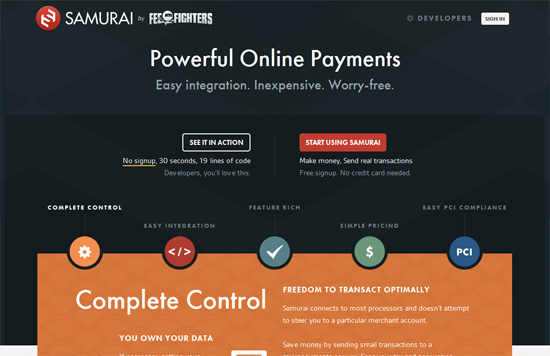 SAMURAI by FEEFIGHTERS
DEVELOPERS
SIGN IN
Powerful Online Payments
Easy integration. Inexpensive. Worry-free.
SEE IT IN ACTION
START USING SAMURAI
No signup, 30 seconds, 19 lines of code
Make money, Send real transactions
Developers, you'll love this.
Free signup. No credit card needed.
COMPLETE CONTROL
FEATURE RICH
EASY PCI COMPLIANCE
EASY INTEGRATION
SIMPLE PRICING
</>
$
PCI
Complete Control
FREEDOM TO TRANSACT OPTIMALLY
Samurai connects to most processors and doesn't attempt
to steer you to a particular merchant account.
YOU OWN YOUR DATA
Save money by sending small transactions to a